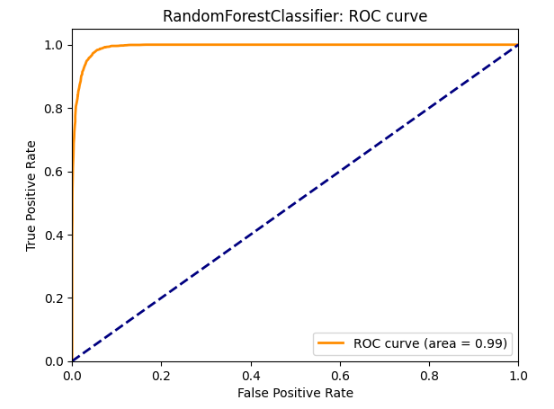 RandomForestClassifier: ROC curve
1.0
0.8
0.6
0.4
0.2
0.0
True Positive Rate
ROC curve (area = 0.99)
0.0 0.2 0.4 0.6 0.8 1.0
False Positive Rate